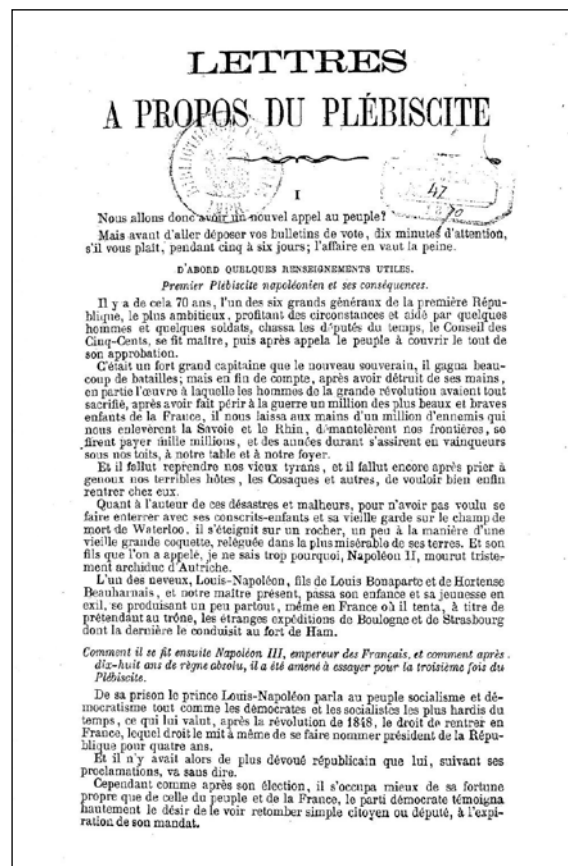 LETTRES
A PROPOS DU PLÉBISCITE
47
70
I
Nous allons donc avoir un nouvel appel au peuple?
Mais avant d'aller déposer vos bulletins de vote, dix minutes d'attention,
s'il vous plaît, pendant cinq à six jours; l'affaire en vaut la peine.
D'ABORD QUELQUES RENSEIGNEMENTS UTILES.
Premier Plébiscite napoléonien et ses conséquences.
Il y a de cela 70 ans, l'un des six grands généraux de la première Répu-
blique, le plus ambitieux, profitant des circonstances et aidé par quelques
hommes et quelques soldats, chassa les députés du temps, le Conseil des
Cinq-Cents, se fit maître, puis après appela le peuple à couvrir le tout de
son approbation.
C'était un fort grand capitaine que le nouveau souverain, il gagna beau-
coup de batailles; mais en fin de compte, après avoir détruit de ses mains,
en partie l'œuvre à laquelle les hommes de la grande révolution avaient tout
sacrifié, après avoir fait périr à la guerre un million des plus beaux et braves
enfants de la France, il nous laissa aux mains d'un million d'ennemis qui
nous enlevèrent la Savoie et le Rhin, démantelèrent nos frontières, se
firent payer mille millions, et des années durant s'assirent en vainqueurs
sous nos toits, à notre table et à notre foyer.
Et il fallut reprendre nos vieux tyrans, et il fallut encore après prier à
genoux nos terribles hôtes, les Cosaques et autres, de vouloir bien enfin
rentrer chez eux.
Quant à l'auteur de ces désastres et malheurs, pour n'avoir pas voulu se
faire enterrer avec ses conscrits-enfants et sa vieille garde sur le champ de
mort de Waterloo, il s'éteignit sur un rocher, un peu à la manière d'une
vieille grande coquette, reléguée dans la plus misérable de ses terres. Et son
fils que l'on a appelé, je ne sais trop pourquoi, Napoléon II, mourut triste-
ment archiduc d'Autriche.
L'un des neveux, Louis-Napoléon, fils de Louis Bonaparte et de Hortense
Beauharnais, et notre maître présent, passa son enfance et sa jeunesse en
exil, se produisant un peu partout, même en France où il tenta, à titre de
prétendant au trône, les étranges expéditions de Boulogne et de Strasbourg
dont la dernière le conduisit au fort de Ham.
Comment il se fit ensuite Napoléon III, empereur des Français, et comment après
dix-huit ans de règne absolu, il a été amené à essayer pour la troisième fois du
Plébiscite.
De sa prison le prince Louis-Napoléon parla au peuple socialisme et dé-
mocratisme tout comme les démocrates et les socialistes les plus hardis du
temps, ce qui lui valut, après la révolution de 1848, le droit de rentrer en
France, lequel droit le mit à même de se faire nommer président de la Répu-
blique pour quatre ans.
Et il n'y avait alors de plus dévoué républicain que lui, suivant ses
proclamations, va sans dire.
Cependant comme après son élection, il s'occupa mieux de sa fortune
propre que de celle du peuple et de la France, le parti démocrate témoigna
hautement le désir de le voir retomber simple citoyen ou député, à l'expi-
ration de son mandat.